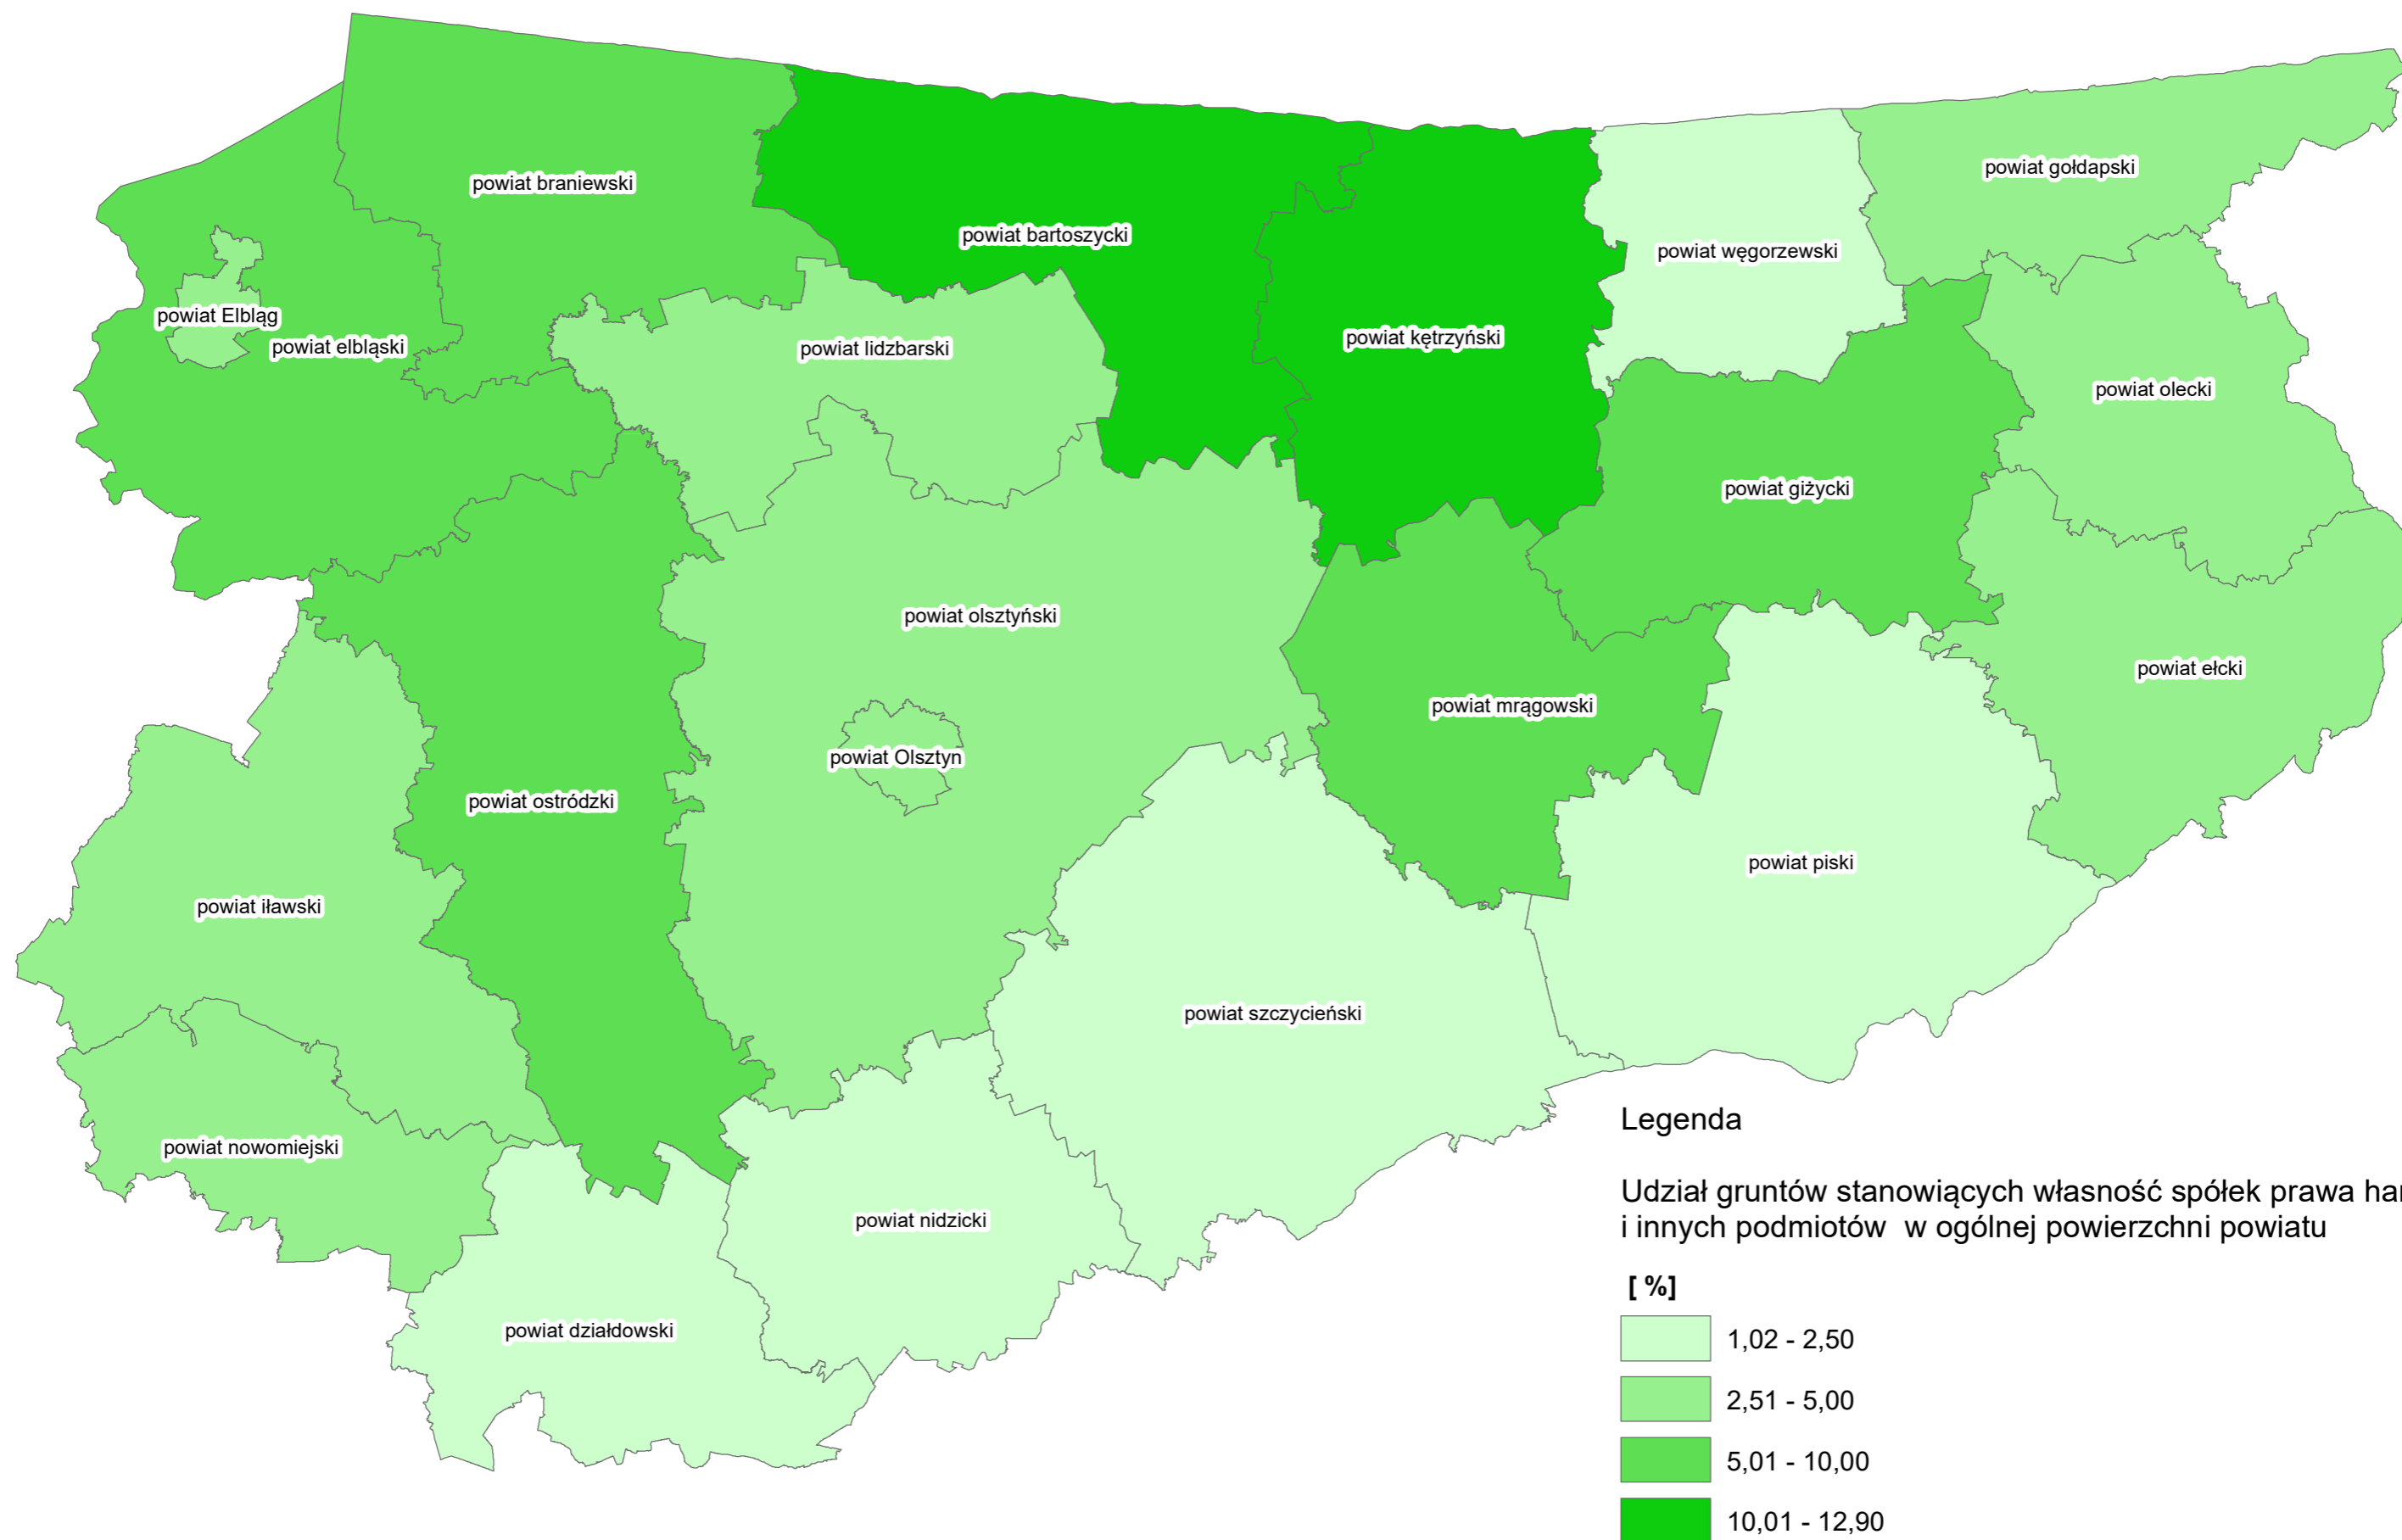 powiat gołdapski
powiat braniewski
powiat bartoszycki
powiat węgorzewski
powiat Elbląg
powiat kętrzyński
powiat elbląski
powiat lidzbarski
powiat olecki
powiat giżycki
powiat olsztyński
powiat ełcki
powiat mrągowski
powiat Olsztyn
powiat ostródzki
powiat piski
powiat iławski
powiat szczycieński
powiat nowomiejski
powiat nidzicki
powiat działdowski
Legenda
Udział gruntów stanowiących własność spółek prawa
i innych podmiotów w ogólnej powierzchni powiatu
[ %]
1,02 - 2,50
2,51 - 5,00
5,01 - 10,00
10,01 - 12,90